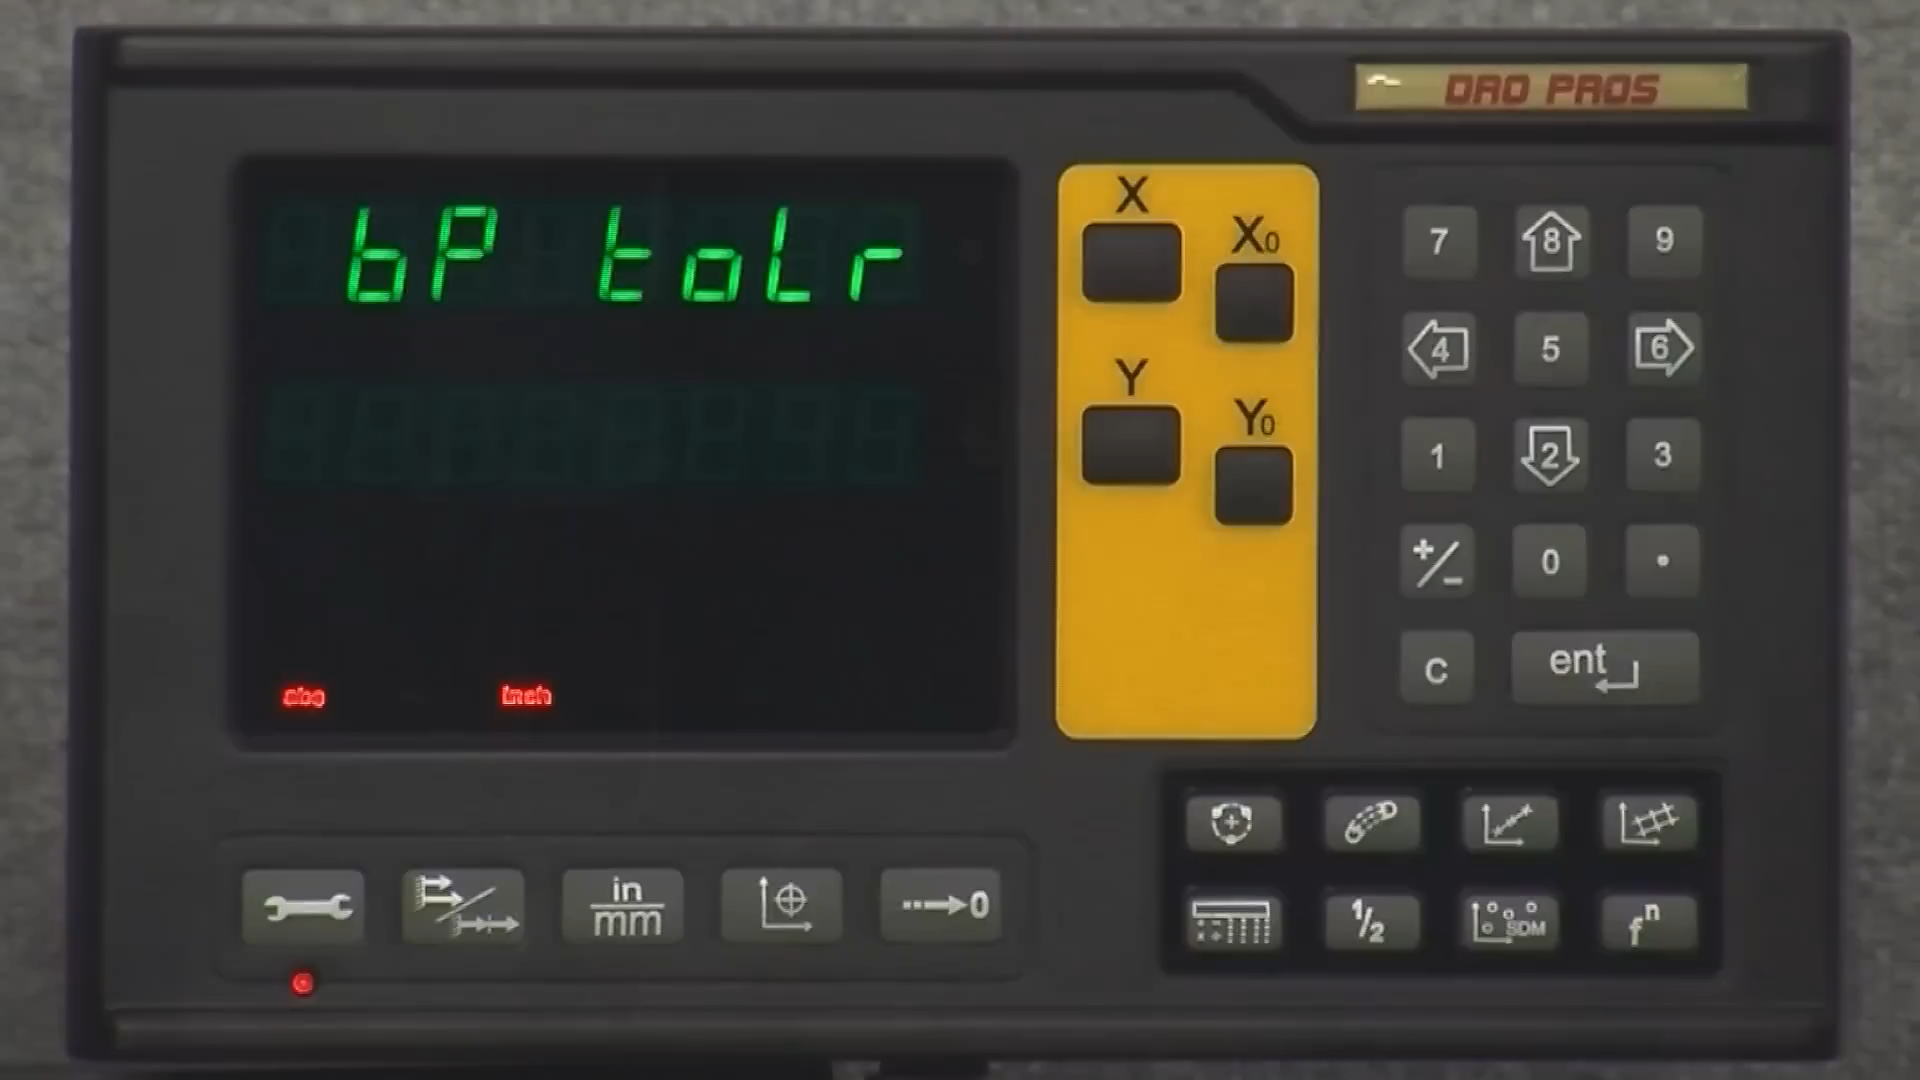 DRO PROS
bP toLr
X
X0
Y
Y0
7 8 9
4 5 6
1 2 3
+/- 0 .
C ent
abs inch
in/mm
0
1/2
SDM
fn